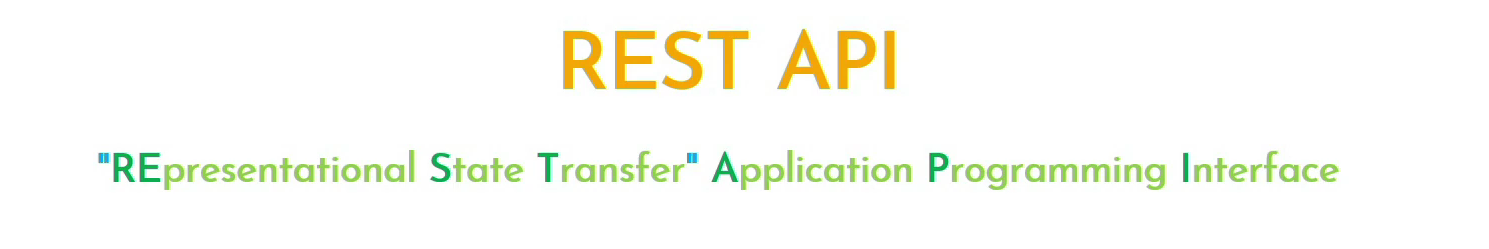 REST API
"REpresentational State Transfer" Application Programming Interface